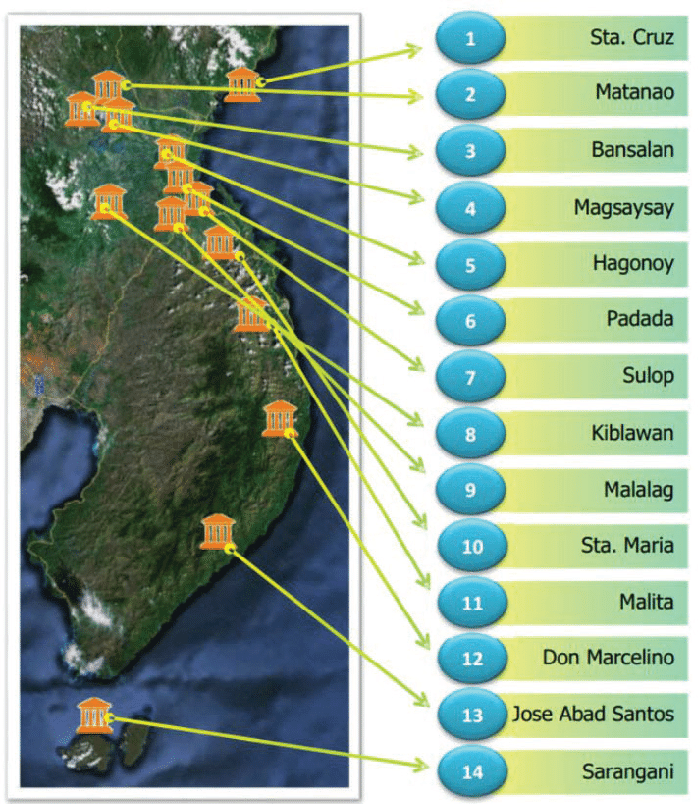 1 Sta. Cruz
2 Matanao
3 Bansalan
4 Magsaysay
5 Hagonoy
6 Padada
7 Sulop
8 Kiblawan
9 Malalag
10 Sta. Maria
11 Malita
12 Don Marcelino
13 Jose Abad Santos
14 Sarangani